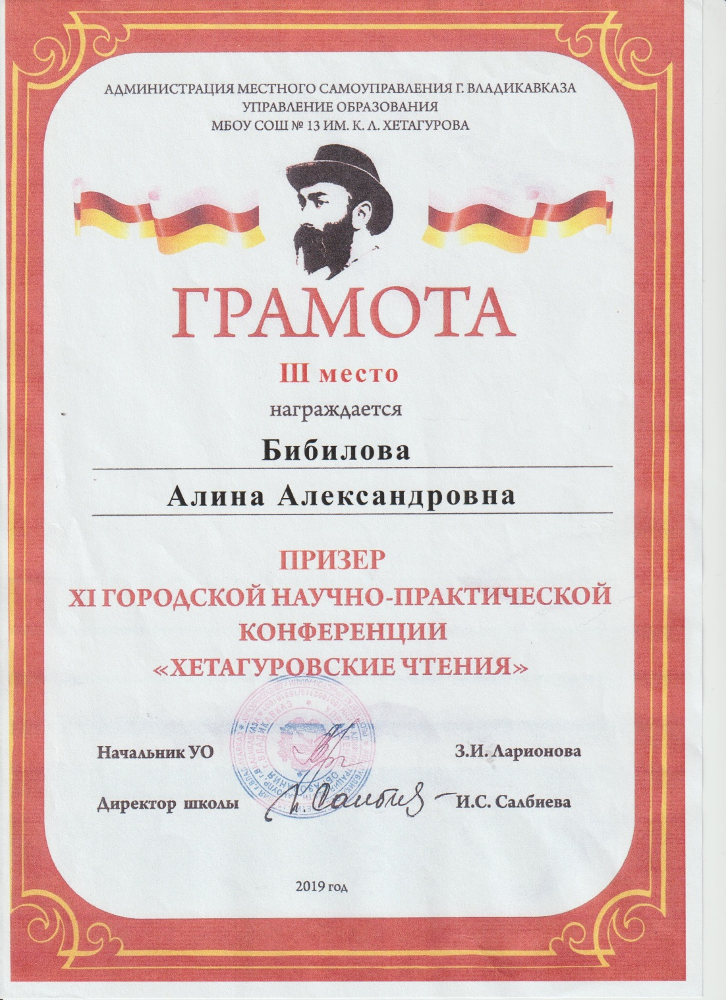 АДМИНИСТРАЦИЯ МЕСТНОГО САМОУПРАВЛЕНИЯ Г. ВЛАДИКАВКАЗА
УПРАВЛЕНИЕ ОБРАЗОВАНИЯ
МБОУ СОШ № 13 ИМ. К. Л. ХЕТАГУРОВА
ГРАМОТА
III место
награждается
Бибилова
Алина Александровна
ПРИЗЕР
XI ГОРОДСКОЙ НАУЧНО-ПРАКТИЧЕСКОЙ
КОНФЕРЕНЦИИ
«ХЕТАГУРОВСКИЕ ЧТЕНИЯ»
Начальник УО З.И. Ларионова
Директор школы И.С. Салбиева
2019 год